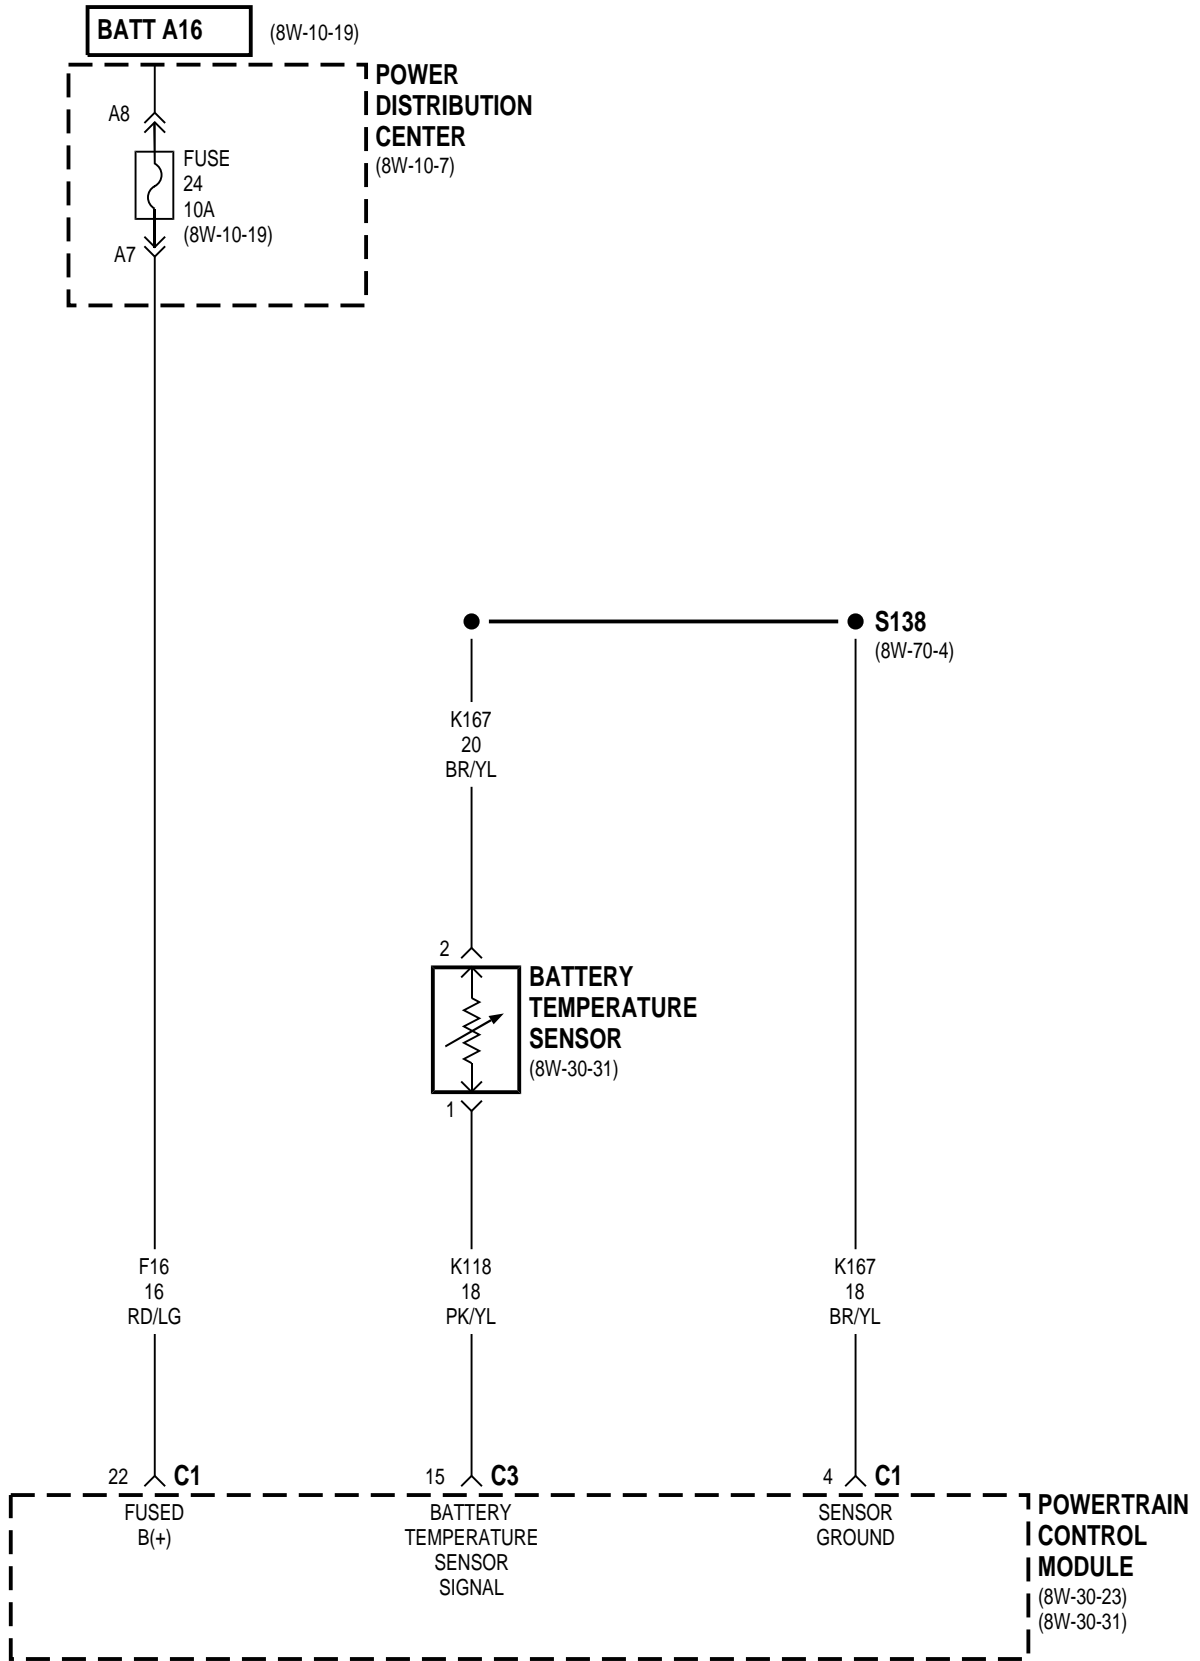 BATT A16
(8W-10-19)
POWER
DISTRIBUTION
CENTER
(8W-10-7)
A8
FUSE
24
10A
(8W-10-19)
A7
S138
(8W-70-4)
K167
20
BR/YL
2
BATTERY
TEMPERATURE
SENSOR
(8W-30-31)
1
F16
16
RD/LG
K118
18
PK/YL
K167
18
BR/YL
22
C1
15
C3
4
C1
FUSED
B(+)
BATTERY
TEMPERATURE
SENSOR
SIGNAL
SENSOR
GROUND
POWERTRAIN
CONTROL
MODULE
(8W-30-23)
(8W-30-31)